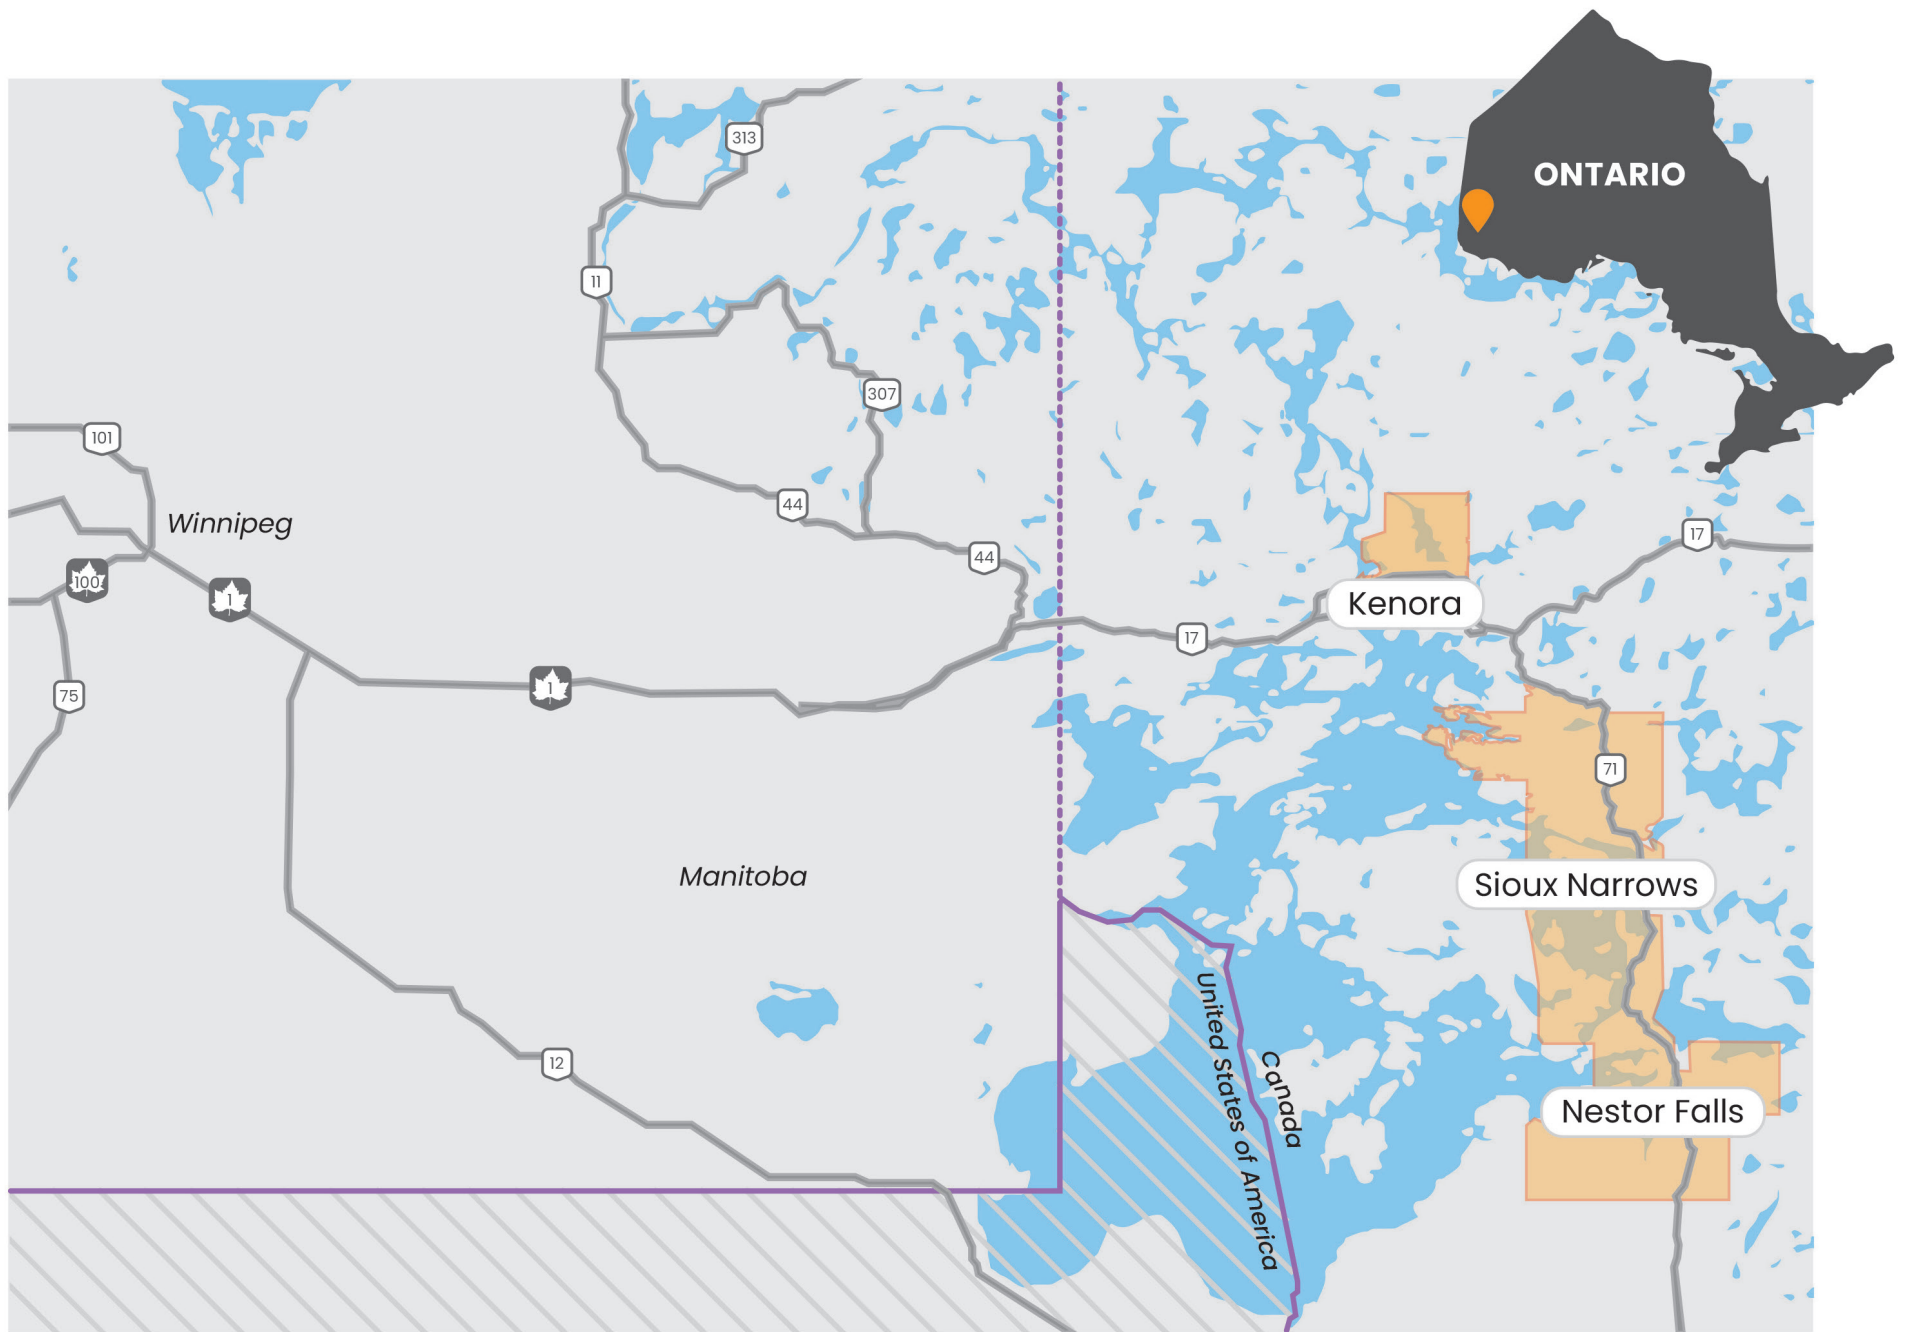 313
ONTARIO
11
307
101
44
Winnipeg
17
44
100
1
Kenora
17
75
1
71
Manitoba
Sioux Narrows
United States of America
Canada
12
Nestor Falls